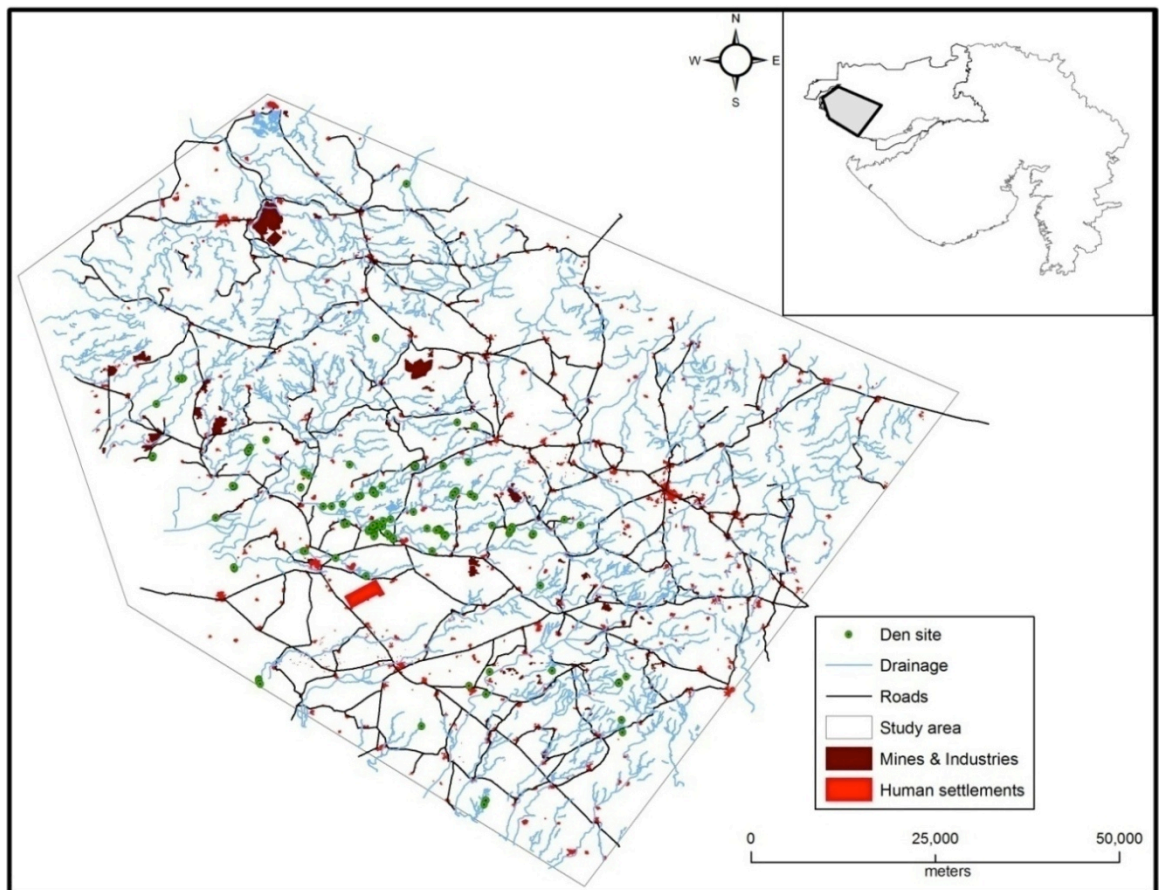 N
W E
S
Den site
Drainage
Roads
Study area
Mines & Industries
Human settlements
0 25,000 50,000
meters